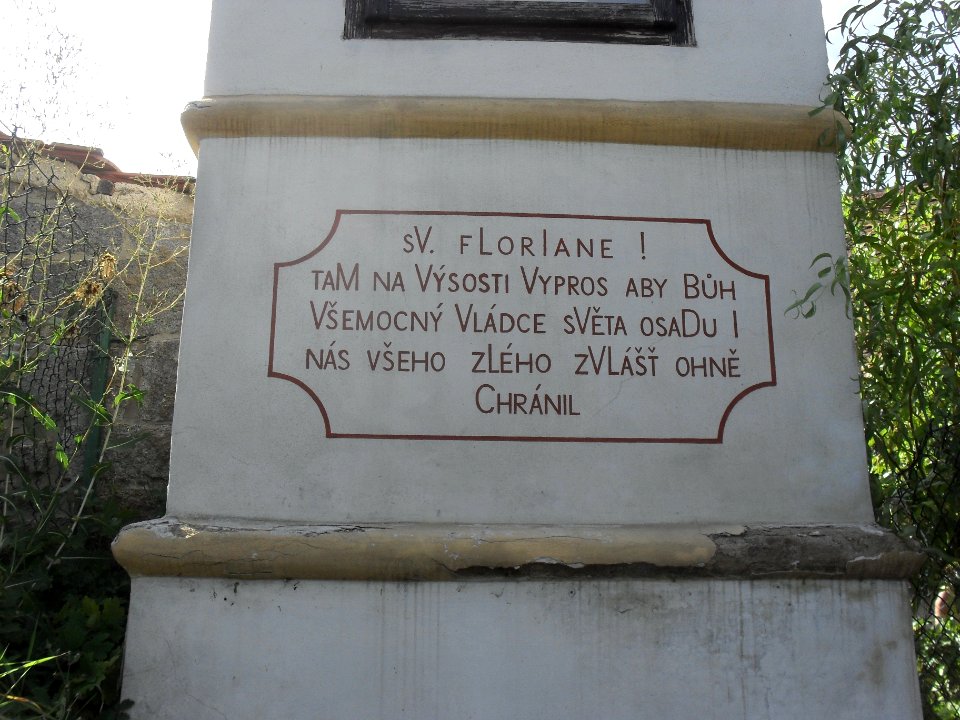 sV. fLorIane !
taM na VýsostI Vypros aby Bůh
VšeMoCný VLáDCe sVěta osaDu I
nás všeho zLého zVLášť ohně
ChránIL